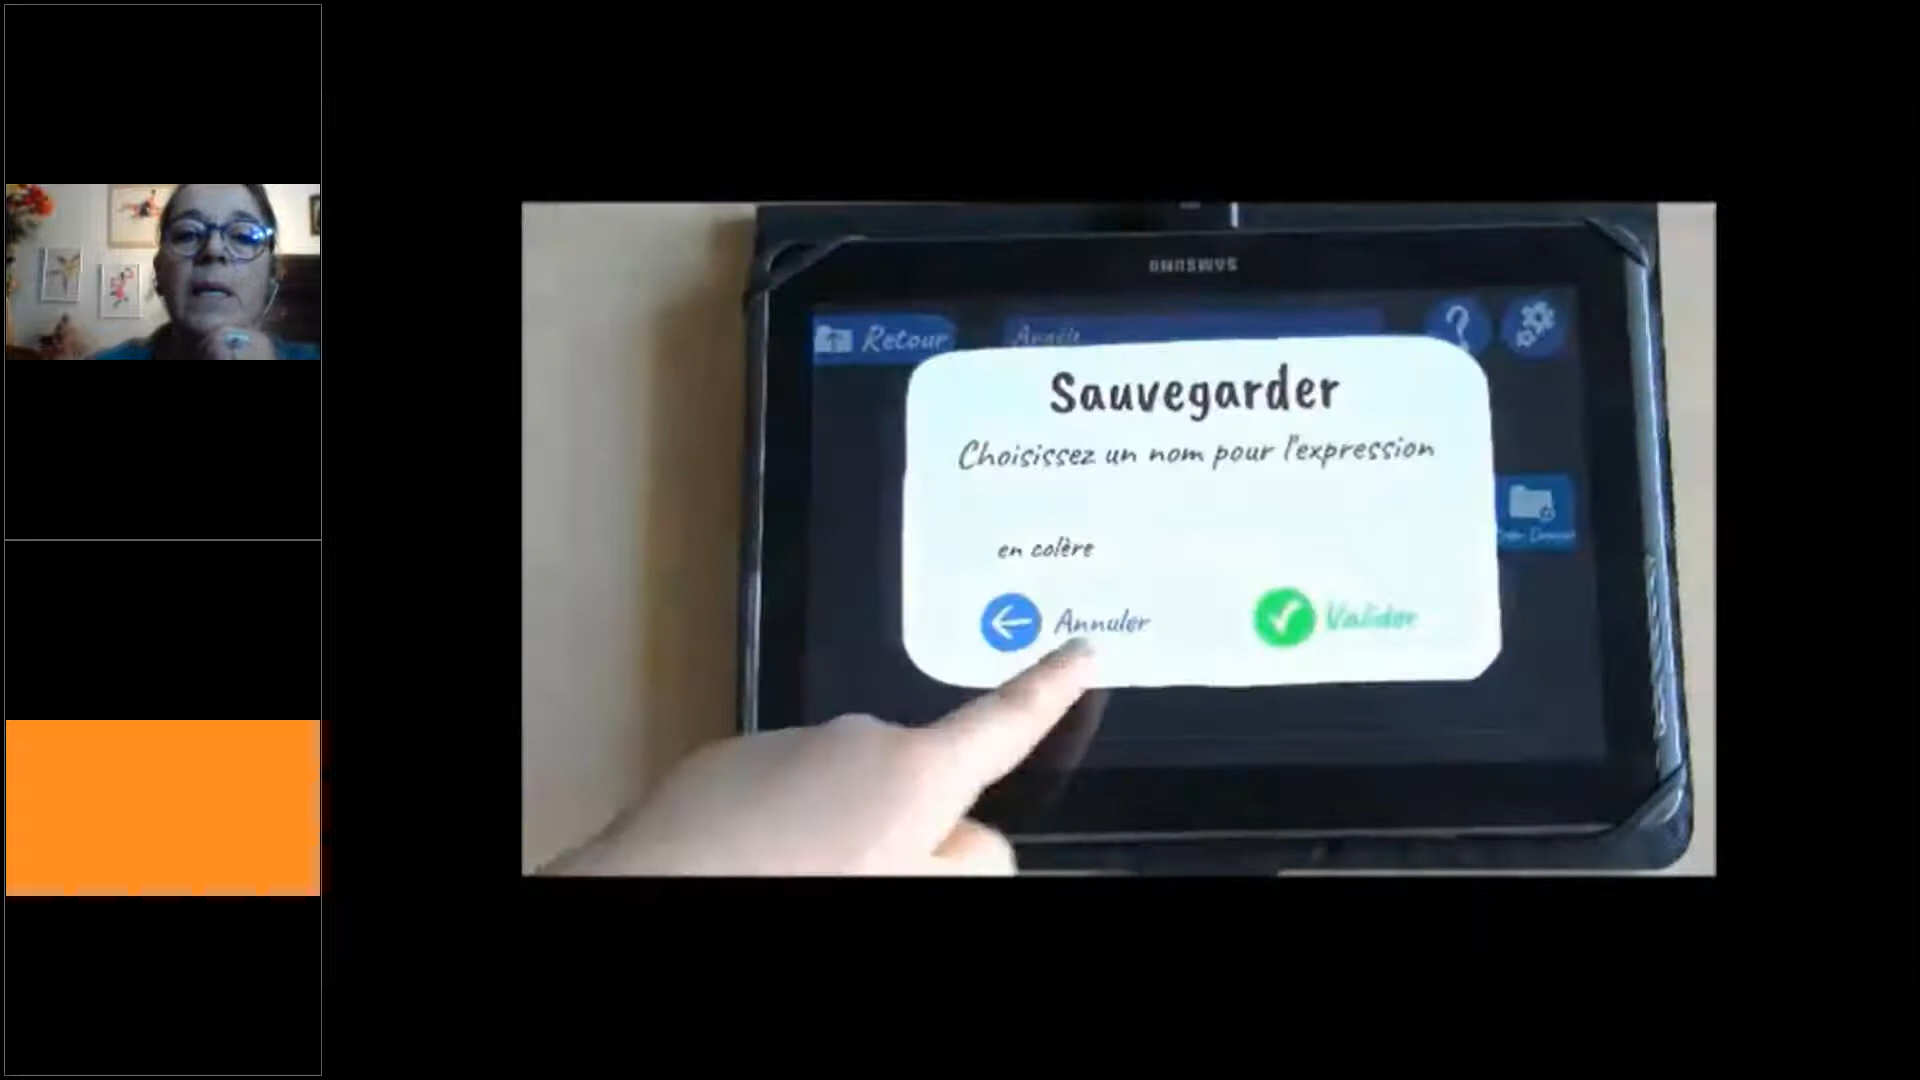 SAMSUNG
Retour
?
Sauvegarder
Choisissez un nom pour l'expression
en colère
Annuler
Valider